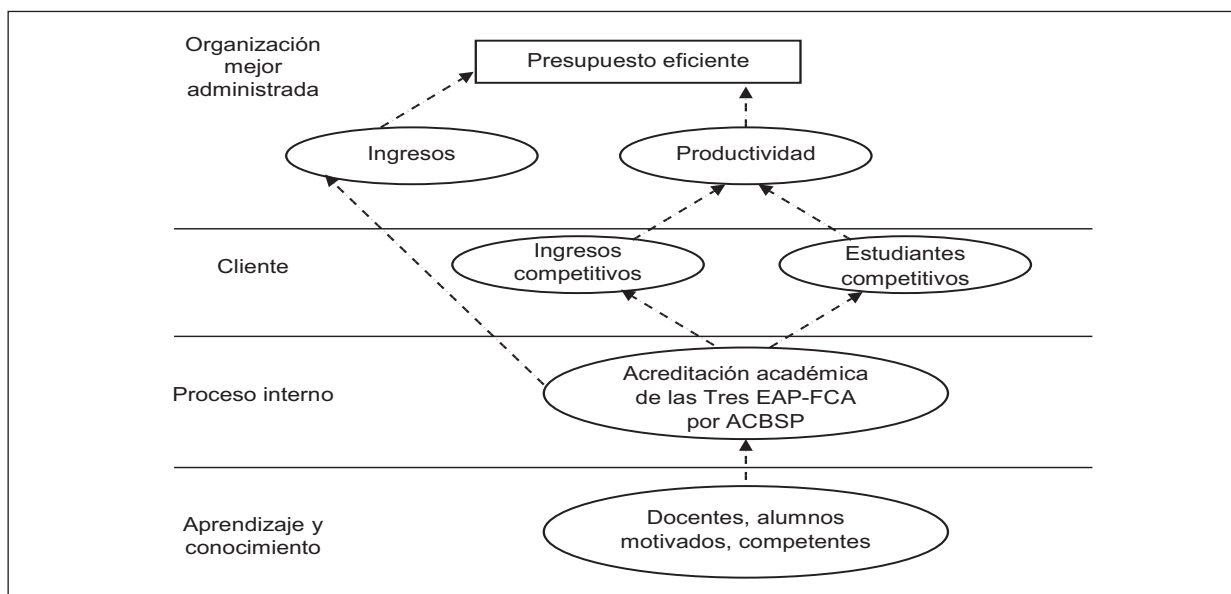 Organización
mejor
administrada
Presupuesto eficiente
Ingresos
Productividad
Cliente
Ingresos
competitivos
Estudiantes
competitivos
Proceso interno
Acreditación académica
de las Tres EAP-FCA
por ACBSP
Aprendizaje y
conocimiento
Docentes, alumnos
motivados, competentes